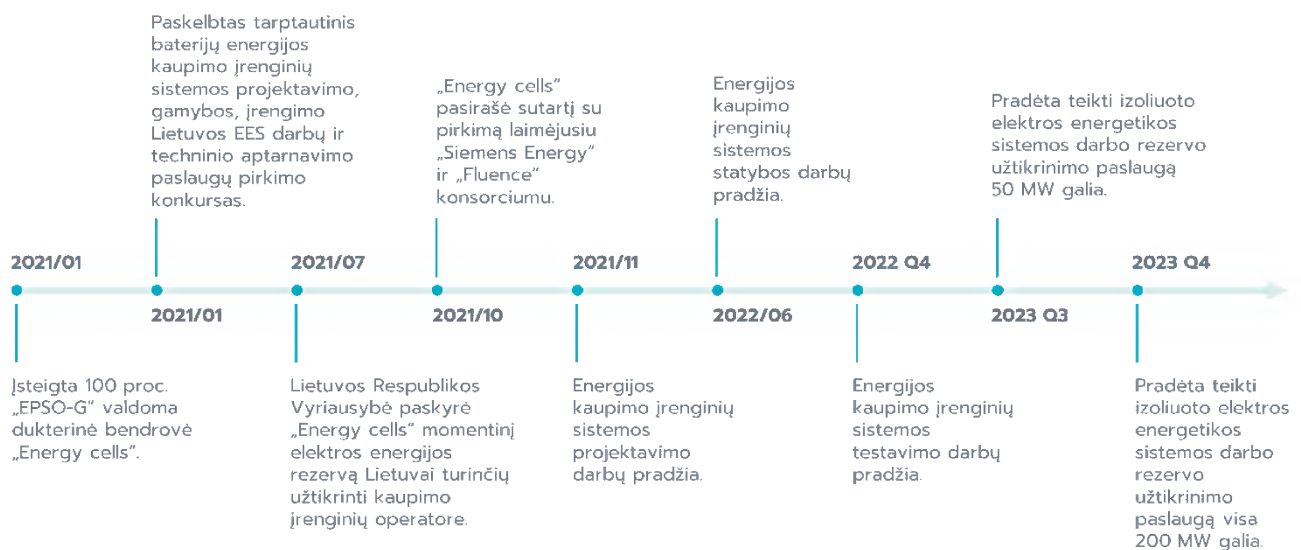 Paskelbtas tarptautinis
baterijų energijos
kaupimo įrenginių
sistemos projektavimo,
gamybos, įrengimo
Lietuvos EES darbų ir
techninio aptarnavimo
paslaugų pirkimo
konkursas.
„Energy cells“
pasirašė sutartį su
pirkimą laimėjusiu
„Siemens Energy“
ir „Fluence“
konsorciumu.
Energijos
kaupimo
įrenginių
sistemos
statybos darbų
pradžia.
Pradėta teikti izoliuoto
elektros energetikos
sistemos darbo rezervo
užtikrinimo paslaugą
50 MW galia.
2021/01
2021/07
2021/11
2022 Q4
2023 Q4
2021/01
2021/10
2022/06
2023 Q3
Įsteigta 100 proc.
„EPSO-G“ valdoma
dukterinė bendrovė
„Energy cells“.
Lietuvos Respublikos
Vyriausybė paskyrė
„Energy cells“ momentinį
elektros energijos
rezervą Lietuvai turinčių
užtikrinti kaupimo
įrenginių operatore.
Energijos
kaupimo įrenginių
sistemos
projektavimo
darbų pradžia.
Energijos
kaupimo įrenginių
sistemos
testavimo darbų
pradžia.
Pradėta teikti
izoliuoto elektros
energetikos
sistemos darbo
rezervo
užtikrinimo
paslaugą visa
200 MW galia.